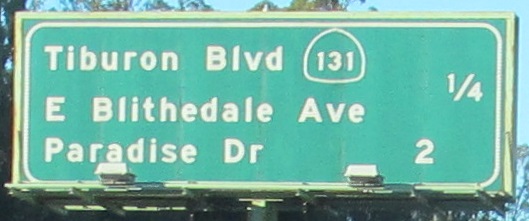 Tiburon Blvd 131
E Blithedale Ave 1/4
Paradise Dr 2